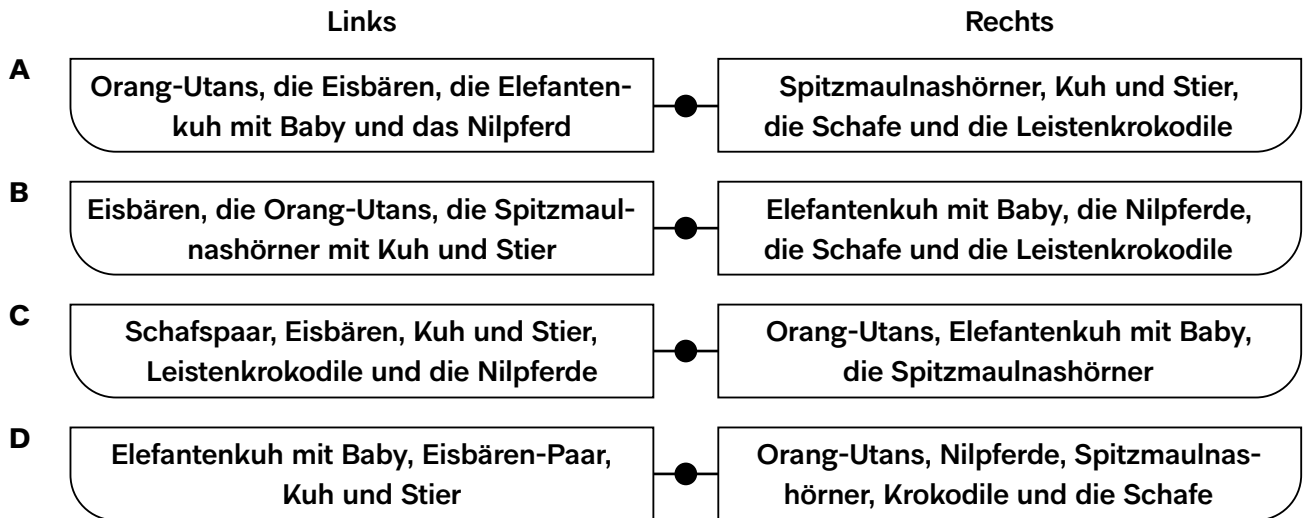 Links
Rechts
A
Orang-Utans, die Eisbären, die Elefanten-
kuh mit Baby und das Nilpferd
Spitzmaulnashörner, Kuh und Stier,
die Schafe und die Leistenkrokodile
B
Eisbären, die Orang-Utans, die Spitzmaul-
nashörner mit Kuh und Stier
Elefantenkuh mit Baby, die Nilpferde,
die Schafe und die Leistenkrokodile
C
Schafspaar, Eisbären, Kuh und Stier,
Leistenkrokodile und die Nilpferde
Orang-Utans, Elefantenkuh mit Baby,
die Spitzmaulnashörner
D
Elefantenkuh mit Baby, Eisbären-Paar,
Kuh und Stier
Orang-Utans, Nilpferde, Spitzmaulnas-
hörner, Krokodile und die Schafe